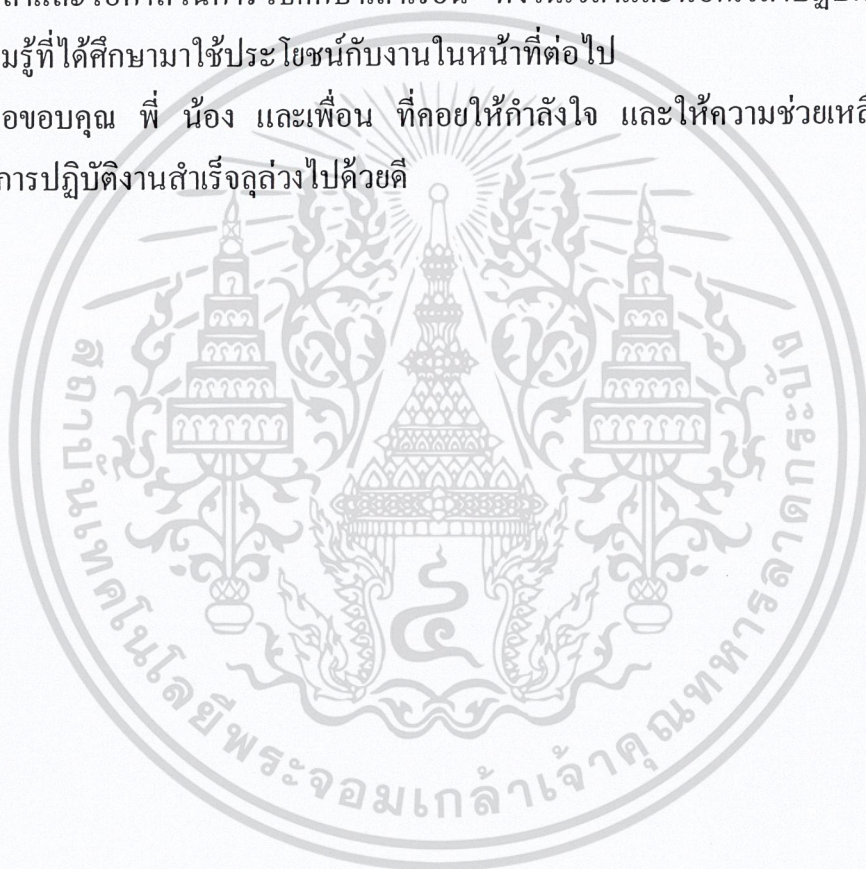 มรู้ที่ได้ศึกษามาใช้ประโยชน์กับงานในหน้าที่ต่อไป
อขอบคุณ พี่ น้อง และเพื่อน ที่คอยให้กำลังใจ และให้ความช่วยเหลื
การปฏิบัติงานสำเร็จลุล่วงไปด้วยดี
สถาบันเทคโนโลยีพระจอมเกล้าเจ้าคุณทหารลาดกระบัง
๔